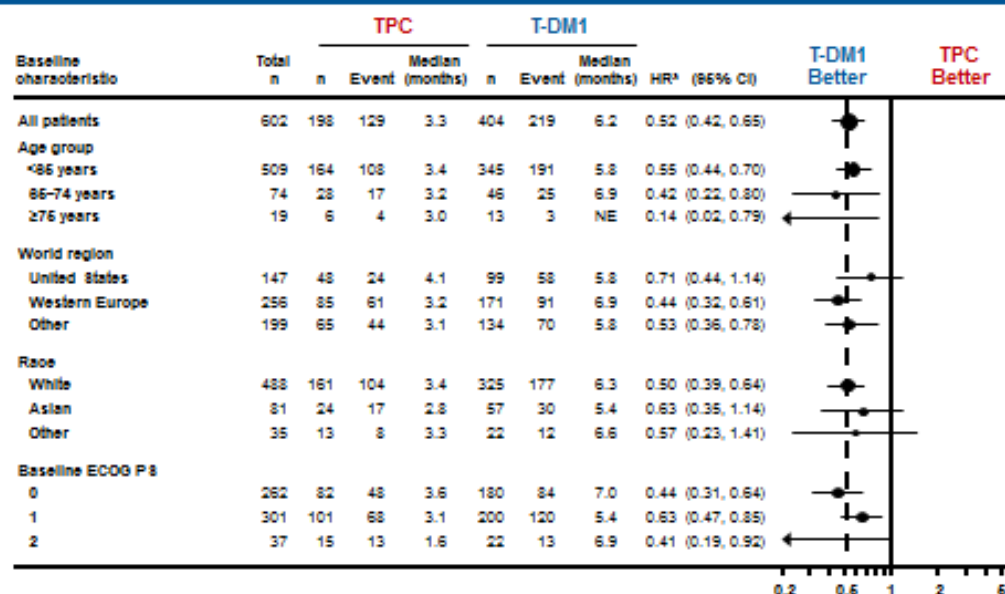 TPC T-DM1
Baseline characteristic Total n n Event Median (months) n Event Median (months) HRᵃ (95% CI) T-DM1 Better TPC Better
All patients 602 198 129 3.3 404 219 6.2 0.52 (0.42, 0.65)
Age group
<65 years 509 164 108 3.4 345 191 5.8 0.55 (0.44, 0.70)
65–74 years 74 28 17 3.2 46 25 6.9 0.42 (0.22, 0.80)
≥75 years 19 6 4 3.0 13 3 NE 0.14 (0.02, 0.79)
World region
United States 147 48 24 4.1 99 58 5.8 0.71 (0.44, 1.14)
Western Europe 256 85 61 3.2 171 91 6.9 0.44 (0.32, 0.61)
Other 199 65 44 3.1 134 70 5.8 0.53 (0.36, 0.78)
Race
White 488 161 104 3.4 325 177 6.3 0.50 (0.39, 0.64)
Asian 81 24 17 2.8 57 30 5.4 0.63 (0.35, 1.14)
Other 35 13 8 3.3 22 12 6.6 0.57 (0.23, 1.41)
Baseline ECOG PS
0 262 82 48 3.6 180 84 7.0 0.44 (0.31, 0.64)
1 301 101 68 3.1 200 120 5.4 0.63 (0.47, 0.85)
2 37 15 13 1.6 22 13 6.9 0.41 (0.19, 0.92)
0.2 0.5 1 2 5